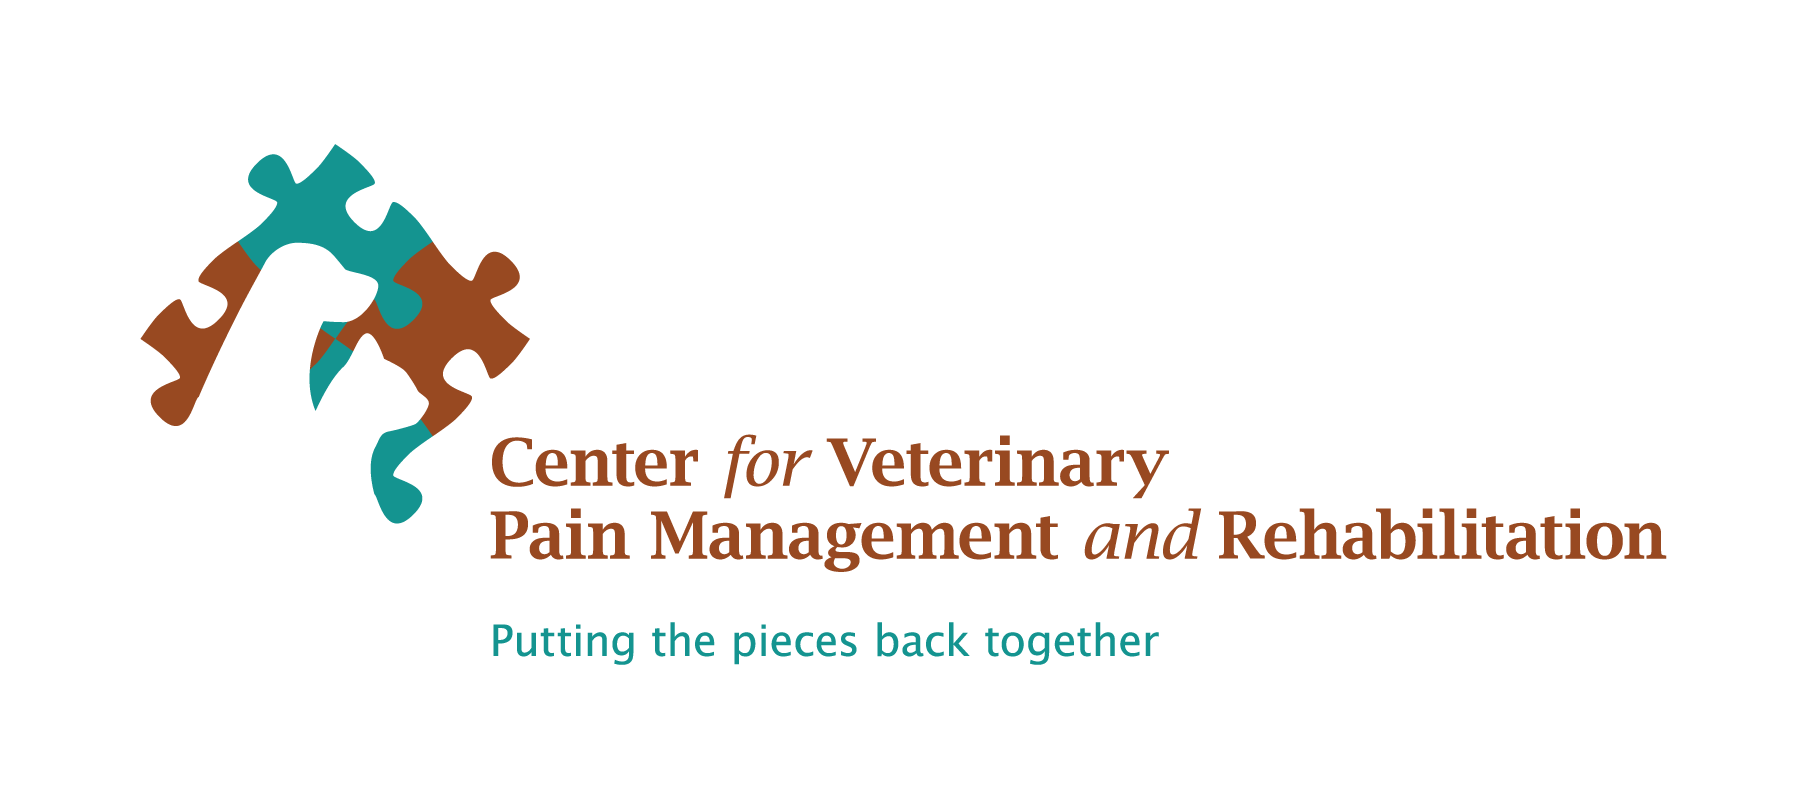 Center for Veterinary
Pain Management and Rehabilitation
Putting the pieces back together